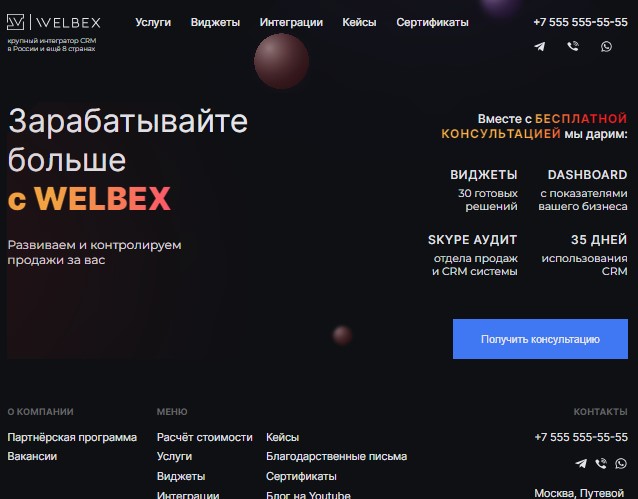 WELBEX
крупный интегратор CRM
в России и ещё 8 странах
Услуги Виджеты Интеграции Кейсы Сертификаты
+7 555 555-55-55
Зарабатывайте
больше
с WELBEX
Развиваем и контролируем
продажи за вас
Вместе с БЕСПЛАТНОЙ
КОНСУЛЬТАЦИЕЙ мы дарим:
ВИДЖЕТЫ
30 готовых
решений
DASHBOARD
с показателями
вашего бизнеса
SKYPE АУДИТ
отдела продаж
и CRM системы
35 ДНЕЙ
использования
CRM
Получить консультацию
О КОМПАНИИ
Партнёрская программа
Вакансии
МЕНЮ
Расчёт стоимости
Услуги
Виджеты
Интеграции
Кейсы
Благодарственные письма
Сертификаты
Блог на Youtube
КОНТАКТЫ
+7 555 555-55-55
Москва, Путевой